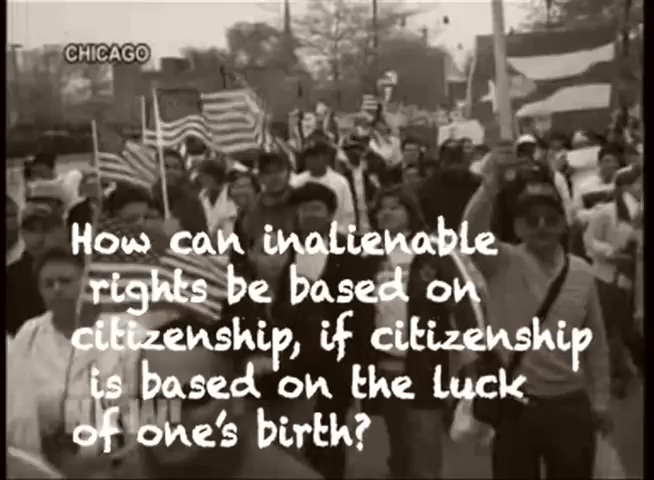 CHICAGO
How can inalienable
rights be based on
citizenship, if citizenship
is based on the luck
of one's birth?